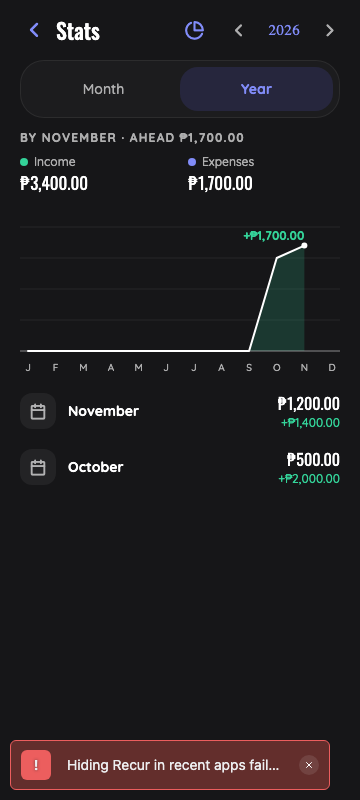 Stats
2026
Month
Year
BY NOVEMBER · AHEAD ₱1,700.00
Income
Expenses
₱3,400.00
₱1,700.00
+₱1,700.00
J F M A M J J A S O N D
November
₱1,200.00
+₱1,400.00
October
₱500.00
+₱2,000.00
! Hiding Recur in recent apps fail...